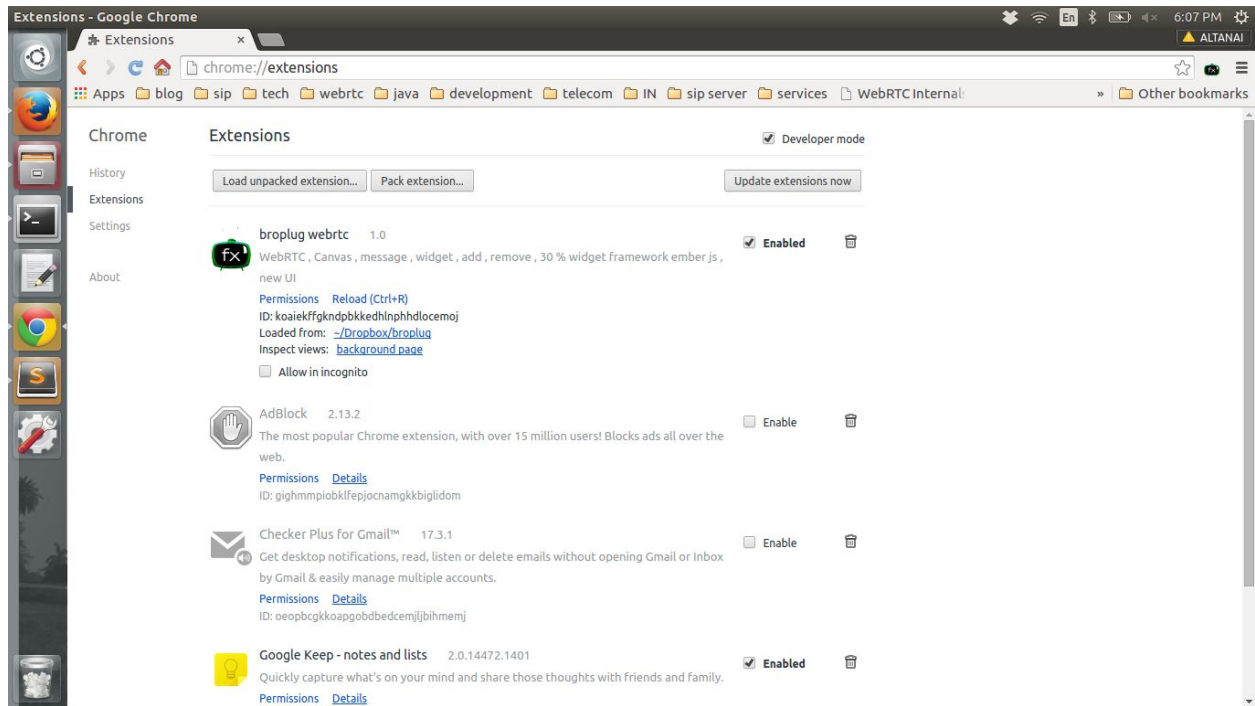 Extensions - Google Chrome
En
6:07 PM
Extensions ×
ALTANAI
chrome://extensions
fx
Apps blog sip tech webrtc java development telecom IN sip server services WebRTC Internal » Other bookmarks
Chrome
History
Extensions
Settings
About
Extensions
Developer mode
Load unpacked extension... Pack extension... Update extensions now
fx
broplug webrtc 1.0
Enabled
WebRTC , Canvas , message , widget , add , remove , 30 % widget framework ember js ,
new UI
Permissions Reload (Ctrl+R)
ID: koaiekffgkndpbkkedhlnphhdlocemoj
Loaded from: ~/Dropbox/broplug
Inspect views: background page
Allow in incognito
AdBlock 2.13.2
Enable
The most popular Chrome extension, with over 15 million users! Blocks ads all over the
web.
Permissions Details
ID: gighmmpiobklfepjocnamgkkbiglidom
Checker Plus for Gmail™ 17.3.1
Enable
Get desktop notifications, read, listen or delete emails without opening Gmail or Inbox
by Gmail & easily manage multiple accounts.
Permissions Details
ID: oeopbcgkkoapgobdbedcemjljbihmemj
Google Keep - notes and lists 2.0.14472.1401
Enabled
Quickly capture what's on your mind and share those thoughts with friends and family.
Permissions Details